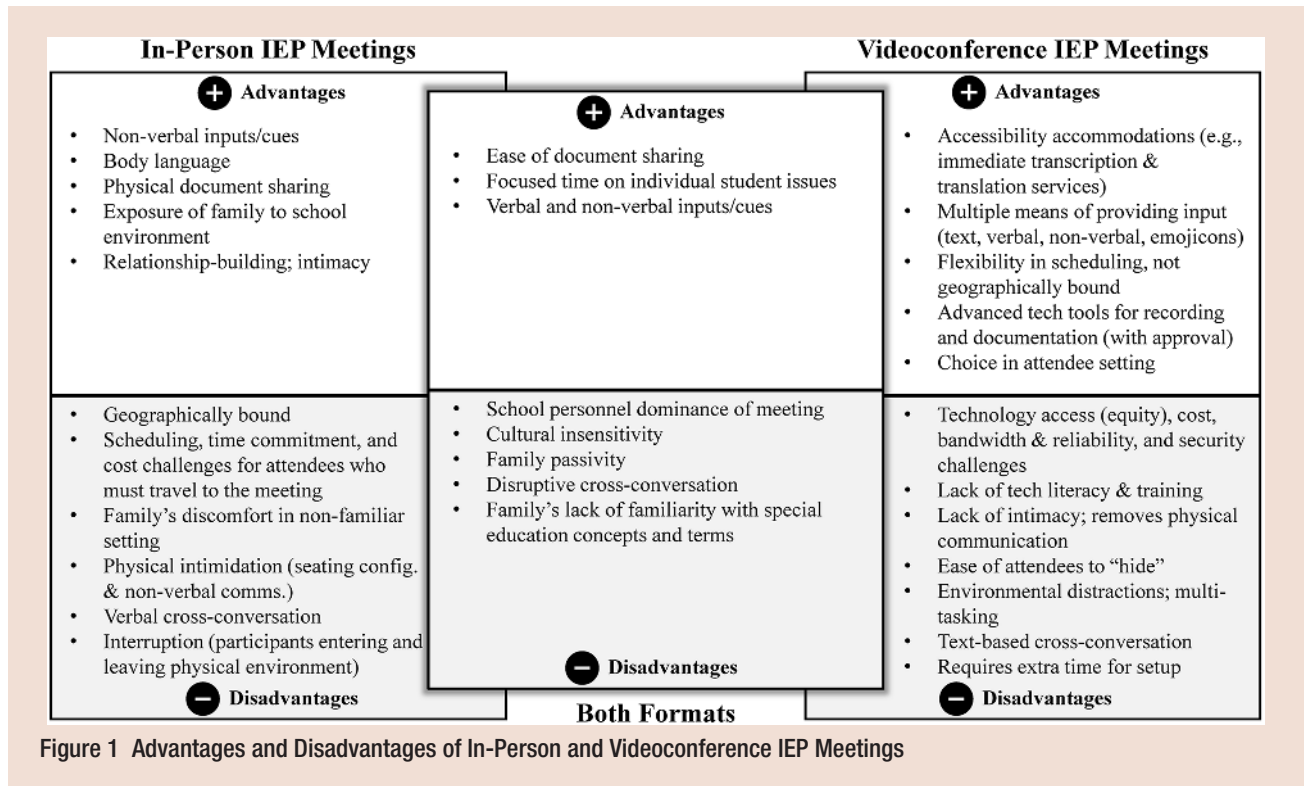 In-Person IEP Meetings
Advantages
• Non-verbal inputs/cues
• Body language
• Physical document sharing
• Exposure of family to school
environment
• Relationship-building; intimacy
• Geographically bound
• Scheduling, time commitment, and
cost challenges for attendees who
must travel to the meeting
• Family's discomfort in non-familiar
setting
• Physical intimidation (seating config.
& non-verbal comms.)
• Verbal cross-conversation
• Interruption (participants entering and
leaving physical environment)
Disadvantages
Advantages
• Ease of document sharing
• Focused time on individual student issues
• Verbal and non-verbal inputs/cues
• School personnel dominance of meeting
• Cultural insensitivity
• Family passivity
• Disruptive cross-conversation
• Family's lack of familiarity with special
education concepts and terms
Disadvantages
Both Formats
Videoconference IEP Meetings
Advantages
• Accessibility accommodations (e.g.,
immediate transcription &
translation services)
• Multiple means of providing input
(text, verbal, non-verbal, emojicons)
• Flexibility in scheduling, not
geographically bound
• Advanced tech tools for recording
and documentation (with approval)
• Choice in attendee setting
• Technology access (equity), cost,
bandwidth & reliability, and security
challenges
• Lack of tech literacy & training
• Lack of intimacy; removes physical
communication
• Ease of attendees to "hide"
• Environmental distractions; multi-
tasking
• Text-based cross-conversation
• Requires extra time for setup
Disadvantages
Figure 1 Advantages and Disadvantages of In-Person and Videoconference IEP Meetings